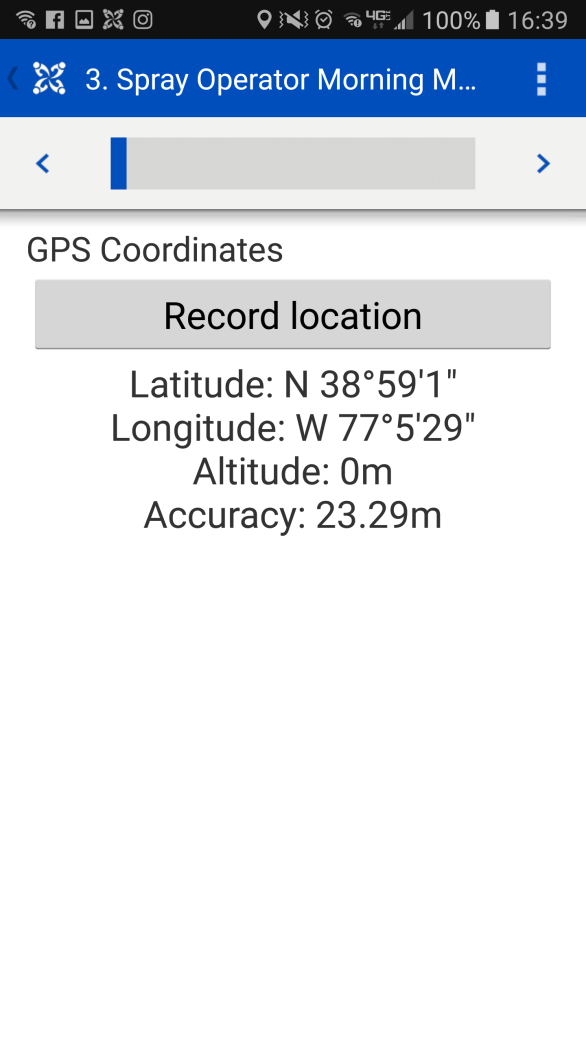 4GE 100% 16:39
3. Spray Operator Morning M...
GPS Coordinates
Record location
Latitude: N 38°59'1"
Longitude: W 77°5'29"
Altitude: 0m
Accuracy: 23.29m